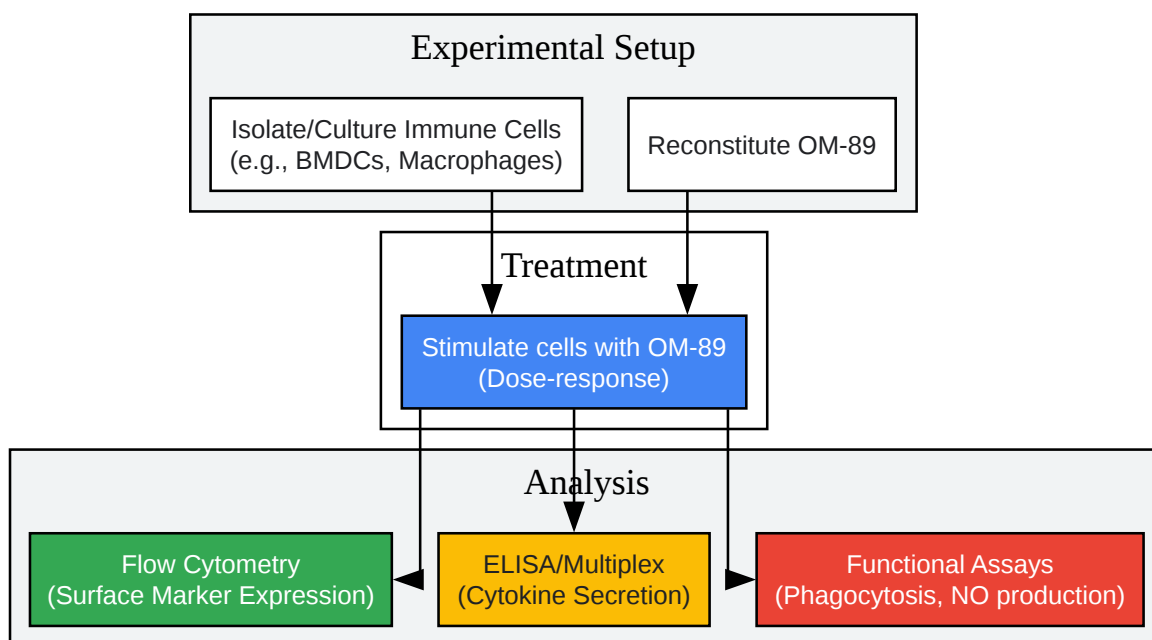 Experimental Setup
Isolate/Culture Immune Cells
(e.g., BMDCs, Macrophages)
Reconstitute OM-89
Treatment
Stimulate cells with OM-89
(Dose-response)
Analysis
Flow Cytometry
(Surface Marker Expression)
ELISA/Multiplex
(Cytokine Secretion)
Functional Assays
(Phagocytosis, NO production)